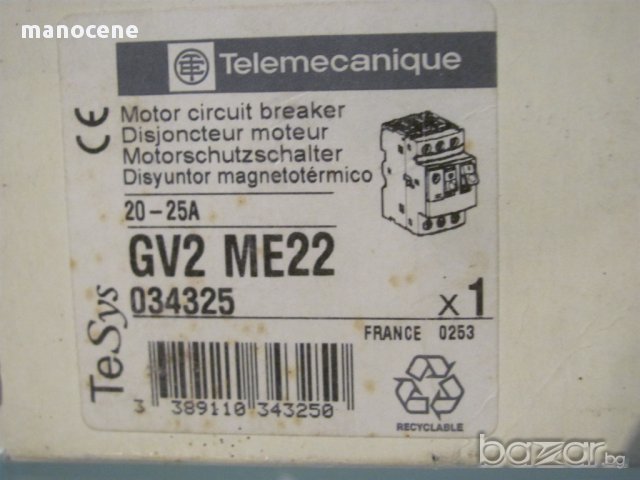 manocene
Telemecanique
CE
Motor circuit breaker
Disjoncteur moteur
Motorschutzschalter
Disyuntor magnetotérmico
20-25A
GV2 ME22
034325
x 1
FRANCE 0253
TeSys
3 389110 343250
RECYCLABLE
bazar.bg